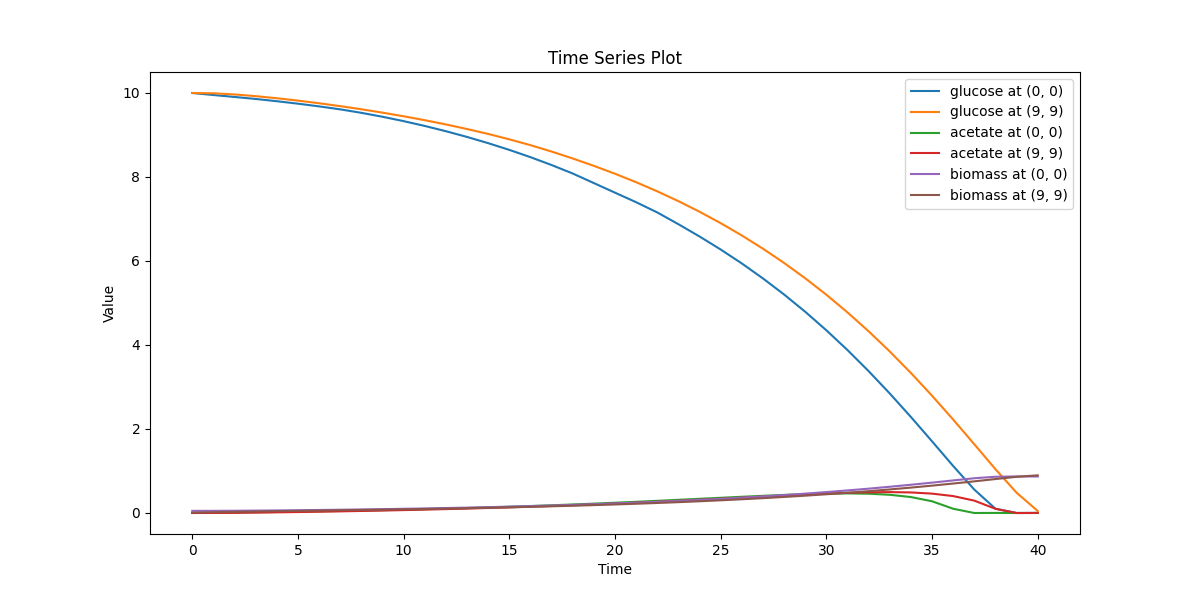 Time Series Plot
glucose at (0, 0)
glucose at (9, 9)
acetate at (0, 0)
acetate at (9, 9)
biomass at (0, 0)
biomass at (9, 9)
10
8
6
4
2
0
Value
0 5 10 15 20 25 30 35 40
Time